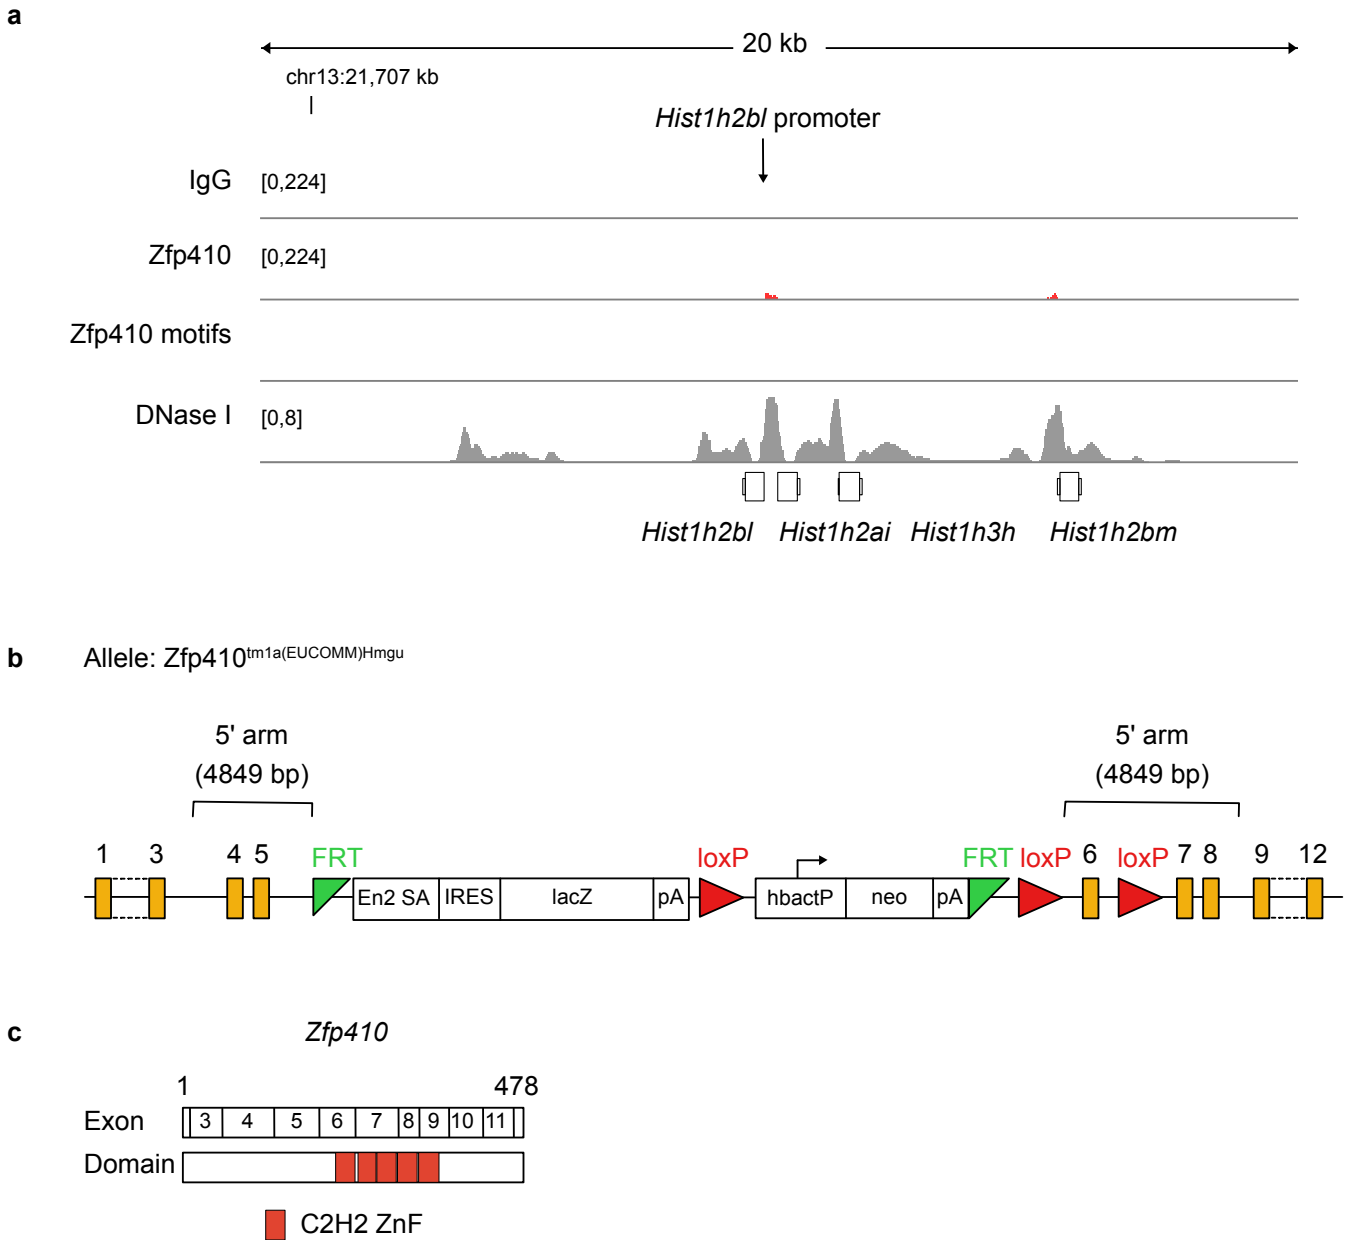 a
20 kb
chr13:21,707 kb
Hist1h2bl promoter
IgG [0,224]
Zfp410 [0,224]
Zfp410 motifs
DNase I [0,8]
Hist1h2bl Hist1h2ai Hist1h3h Hist1h2bm
b Allele: Zfp410tm1a(EUCOMM)Hmgu
5' arm
(4849 bp)
5' arm
(4849 bp)
1 3 4 5 FRT loxP FRT loxP 6 loxP 7 8 9 12
En2 SA IRES lacZ pA hbactP neo pA
c Zfp410
1 478
Exon 3 4 5 6 7 8 9 10 11
Domain
C2H2 ZnF